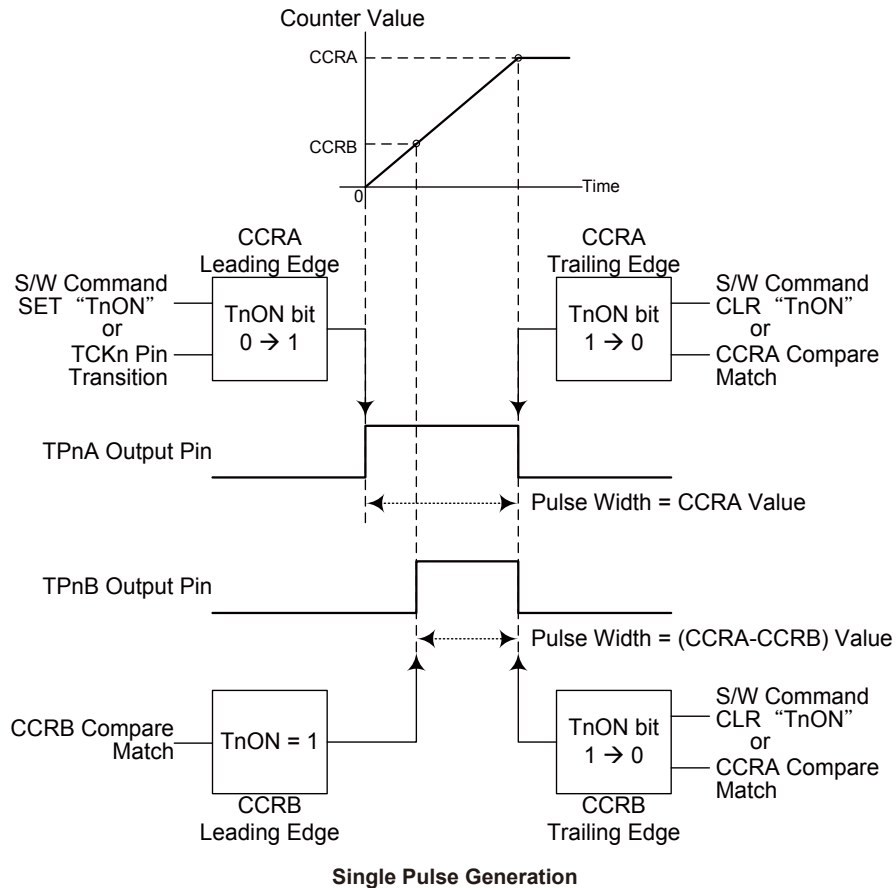 Counter Value
CCRA
CCRB
0
Time
CCRA
Leading Edge
S/W Command
SET “TnON”
or
TCKn Pin
Transition
TnON bit
0 → 1
CCRA
Trailing Edge
TnON bit
1 → 0
S/W Command
CLR “TnON”
or
CCRA Compare
Match
TPnA Output Pin
Pulse Width = CCRA Value
TPnB Output Pin
Pulse Width = (CCRA-CCRB) Value
CCRB Compare
Match
TnON = 1
CCRB
Leading Edge
TnON bit
1 → 0
CCRB
Trailing Edge
S/W Command
CLR “TnON”
or
CCRA Compare
Match
Single Pulse Generation